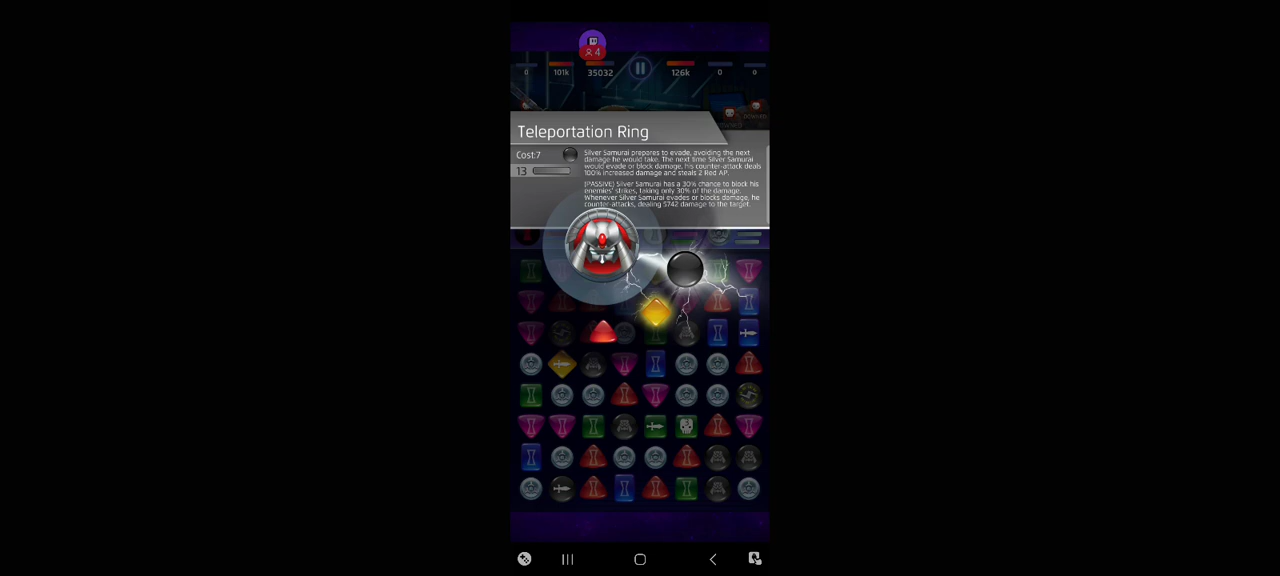 4
0 101k 35032 126k 0 0
Teleportation Ring
Cost:7
13
Silver Samurai prepares to evade, avoiding the next
damage he would take. The next time Silver Samurai
would evade or block damage, his counter-attack deals
100% increased damage and steals 2 Red AP.
(PASSIVE) Silver Samurai has a 30% chance to block his
enemies' strikes, taking only 30% of the damage.
Whenever Silver Samurai evades or blocks damage, he
counter-attacks, dealing 5742 damage to the target.